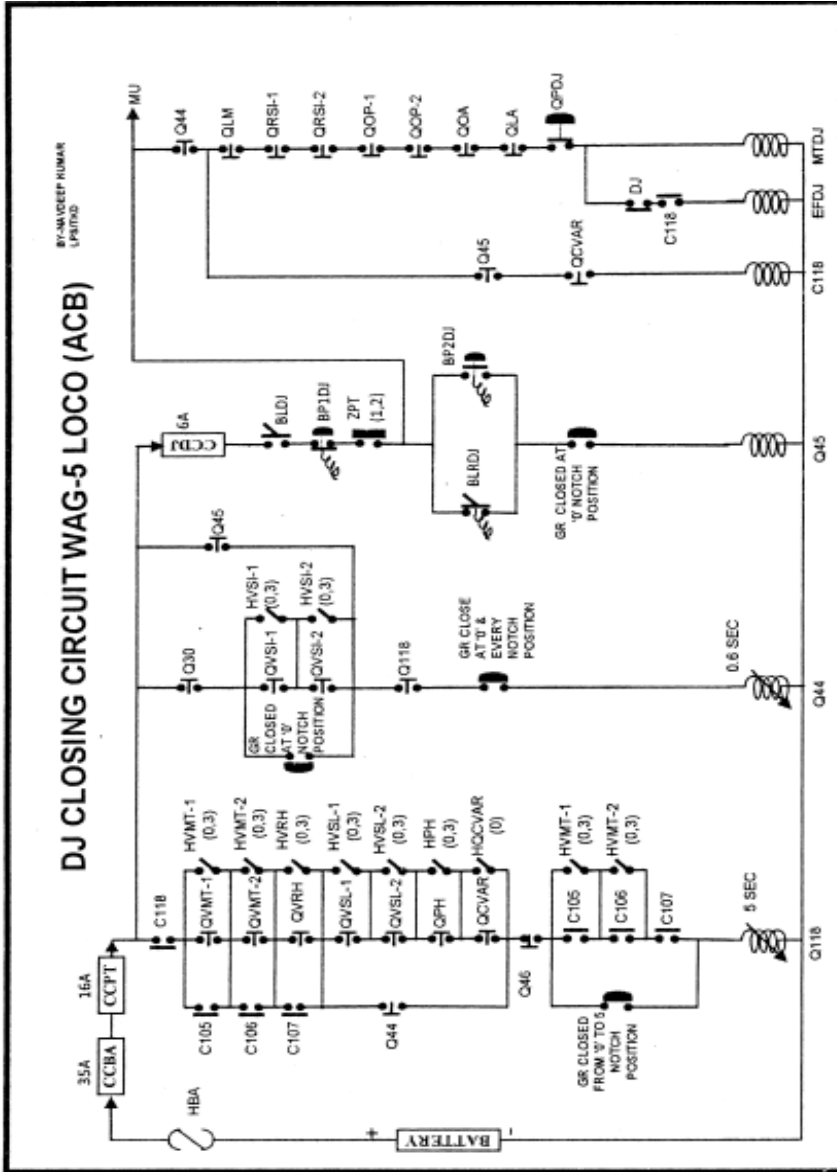 DJ CLOSING CIRCUIT WAG-5 LOCO (ACB)
BY-NAVDEEP KUMAR
35A
CCBA
16A
CCPT
HBA
+
BATTERY
-
C118
HVMT-1
(0,3)
QVMT-1
C105
HVMT-2
(0,3)
QVMT-2
C106
HVRH
(0,3)
QVRH
C107
HVSL-1
(0,3)
QVSL-1
HVSL-2
(0,3)
QVSL-2
Q44
HPH
(0,3)
QPH
HQCVAR
(0)
QCVAR
Q46
HVMT-1
(0,3)
C105
HVMT-2
(0,3)
C106
C107
GR CLOSED
FROM '0' TO 5
NOTCH
POSITION
5 SEC
Q118
Q30
Q45
HVSI-1
(0,3)
QVSI-1
HVSI-2
(0,3)
QVSI-2
GR
CLOSED
AT '0'
NOTCH
POSITION
Q118
GR CLOSE
AT '0' &
EVERY
NOTCH
POSITION
0.6 SEC
Q44
6A
CCDJ
BLDJ
BP1DJ
ZPT
(1,2)
BLRDJ
BP2DJ
GR CLOSED AT
'0' NOTCH
POSITION
Q45
MU
Q44
QLM
QRSI-1
QRSI-2
QOP-1
QOP-2
QOA
QLA
QPDJ
Q45
QCVAR
DJ
C118
C118
EFDJ
MTDJ